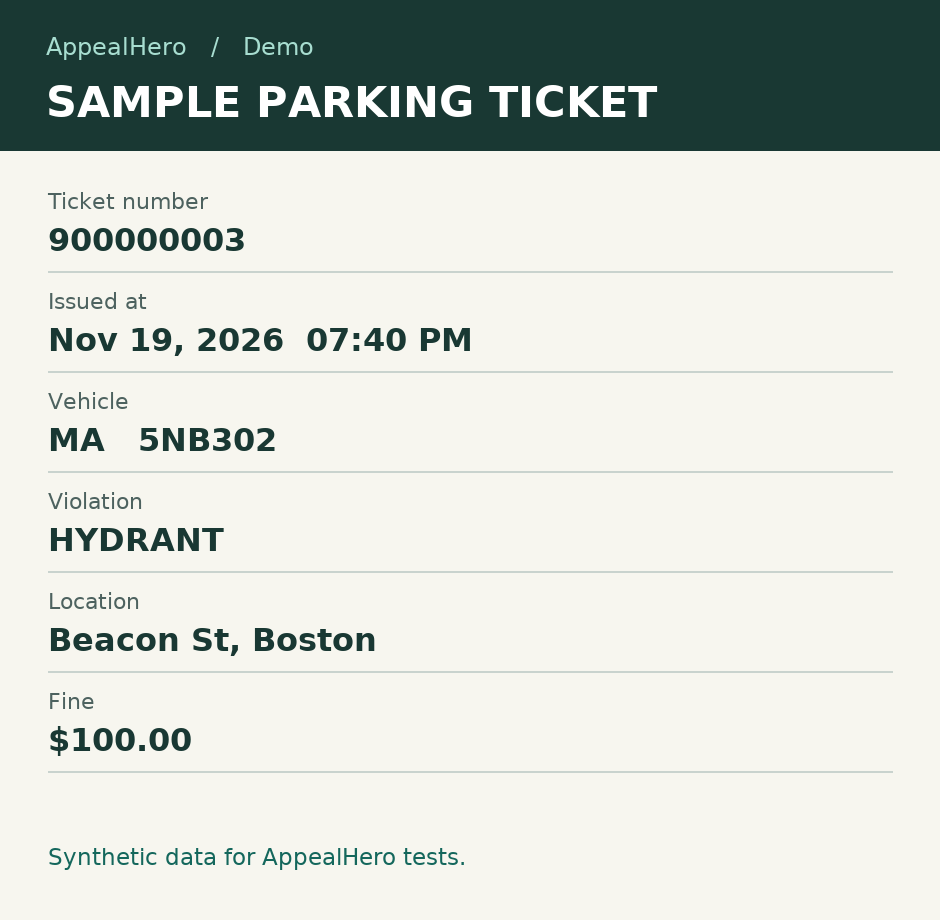 AppealHero / Demo
SAMPLE PARKING TICKET
Ticket number
900000003
Issued at
Nov 19, 2026 07:40 PM
Vehicle
MA 5NB302
Violation
HYDRANT
Location
Beacon St, Boston
Fine
$100.00
Synthetic data for AppealHero tests.